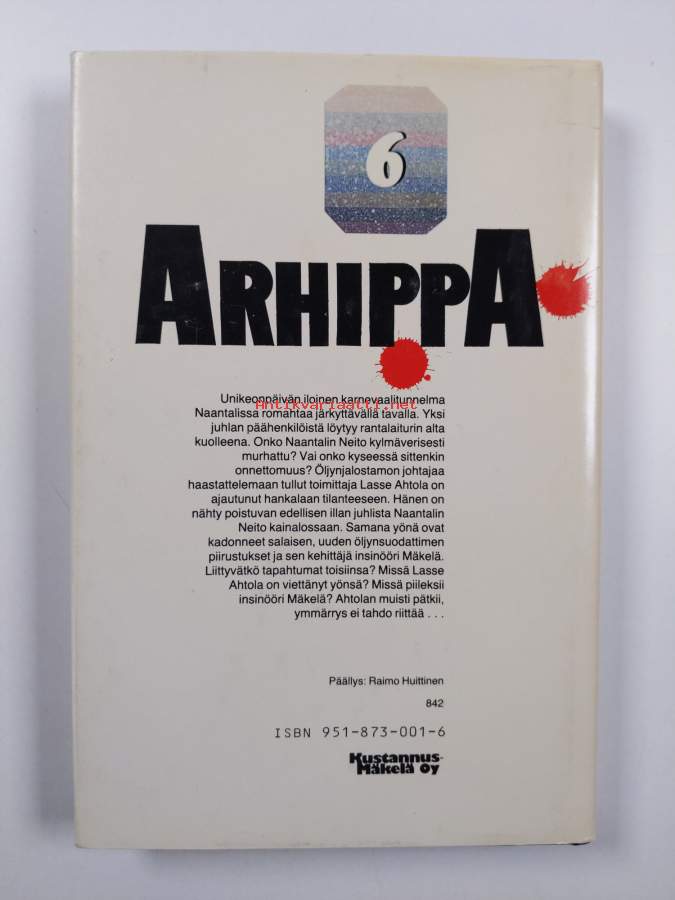 6
ARHIPPA
Unikeonpäivän iloinen karnevaalitunnelma
Naantalissa romahtaa järkyttävällä tavalla. Yksi
Antikvariaatti.net
juhlan päähenkilöistä löytyy rantalaiturin alta
kuolleena. Onko Naantalin Neito kylmäverisesti
murhattu? Vai onko kyseessä sittenkin
onnettomuus? Öljynjalostamon johtajaa
haastattelemaan tullut toimittaja Lasse Ahtola on
ajautunut hankalaan tilanteeseen. Hänen on
nähty poistuvan edellisen illan juhlista Naantalin
Neito kainalossaan. Samana yönä ovat
kadonneet salaisen, uuden öljynsuodattimen
piirustukset ja sen kehittäjä insinööri Mäkelä.
Liittyvätkö tapahtumat toisiinsa? Missä Lasse
Ahtola on viettänyt yönsä? Missä piileksii
insinööri Mäkelä? Ahtolan muisti pätkii,
ymmärrys ei tahdo riittää . . .
Päällys: Raimo Huittinen
842
ISBN 951-873-001-6
Kustannus-
Mäkelä Oy